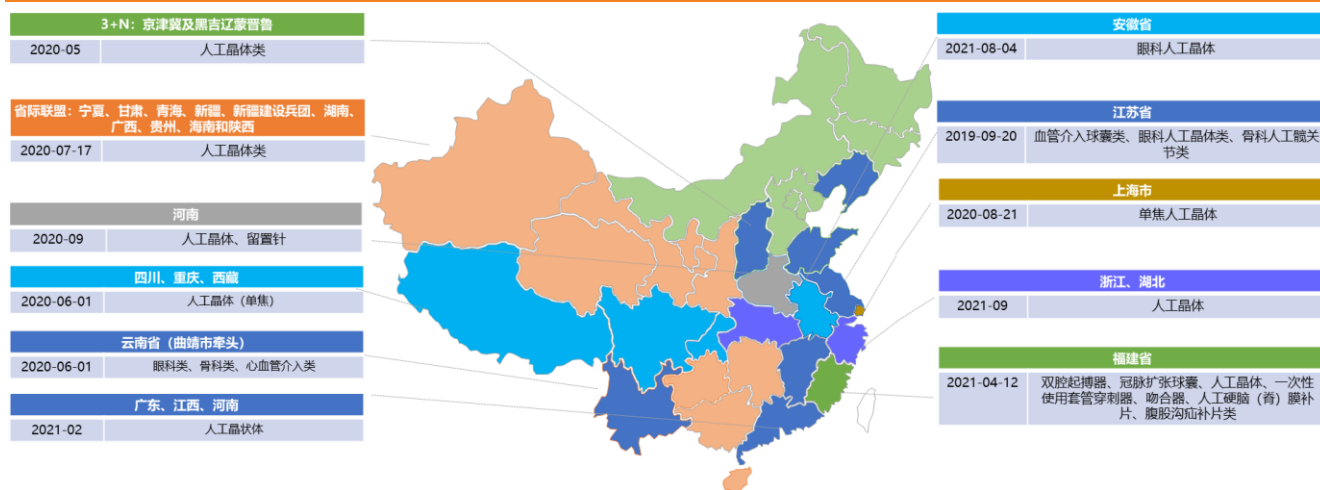 3+N：京津冀及黑吉辽蒙晋鲁
2020-05 人工晶体类
省际联盟：宁夏、甘肃、青海、新疆、新疆建设兵团、湖南、
广西、贵州、海南和陕西
2020-07-17 人工晶体类
河南
2020-09 人工晶体、留置针
四川、重庆、西藏
2020-06-01 人工晶体（单焦）
云南省（曲靖市牵头）
2020-06-01 眼科类、骨科类、心血管介入类
广东、江西、河南
2021-02 人工晶状体
安徽省
2021-08-04 眼科人工晶体
江苏省
2019-09-20 血管介入球囊类、眼科人工晶体类、骨科人工髋关
节类
上海市
2020-08-21 单焦人工晶体
浙江、湖北
2021-09 人工晶体
福建省
2021-04-12 双腔起搏器、冠脉扩张球囊、人工晶体、一次性
使用套管穿刺器、吻合器、人工硬脑（脊）膜补
片、腹股沟疝补片类